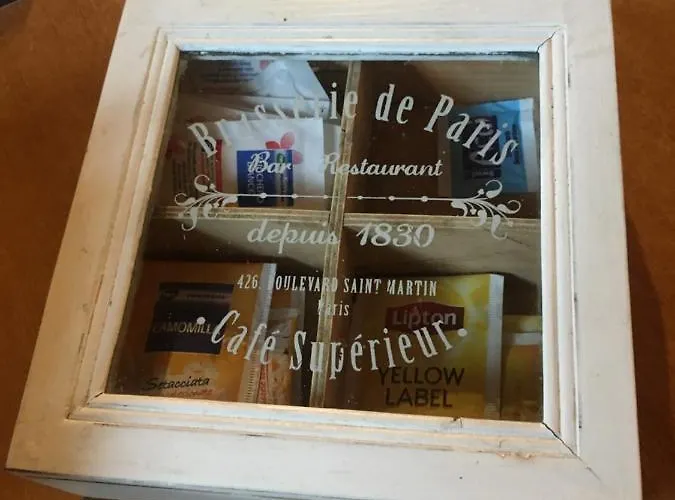 Brasserie de Paris
Bar Restaurant
depuis 1830
426, BOULEVARD SAINT MARTIN
Paris
• Café Supérieur •
CAMOMILLA
Setacciata
Lipton
YELLOW
LABEL